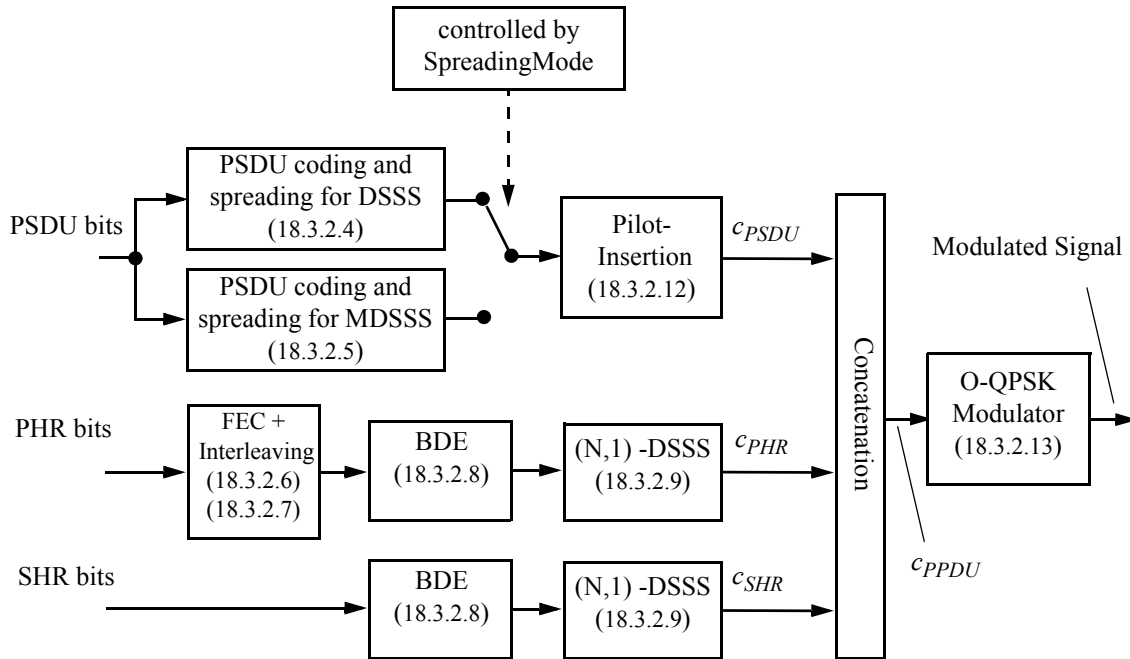 controlled by
SpreadingMode
PSDU bits
PSDU coding and
spreading for DSSS
(18.3.2.4)
PSDU coding and
spreading for MDSSS
(18.3.2.5)
Pilot-
Insertion
(18.3.2.12)
cPSDU
PHR bits
FEC +
Interleaving
(18.3.2.6)
(18.3.2.7)
BDE
(18.3.2.8)
(N,1) -DSSS
(18.3.2.9)
cPHR
SHR bits
BDE
(18.3.2.8)
(N,1) -DSSS
(18.3.2.9)
cSHR
Concatenation
cPPDU
O-QPSK
Modulator
(18.3.2.13)
Modulated Signal